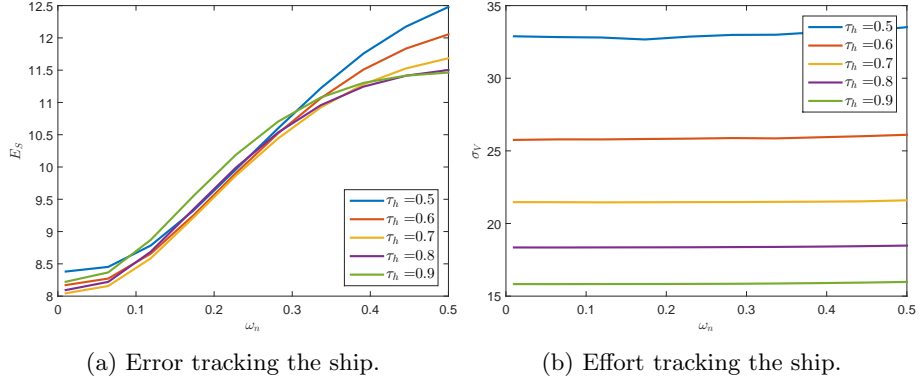 12.5
12
11.5
11
10.5
10
9.5
9
8.5
8
E_S
0 0.1 0.2 0.3 0.4 0.5
ω_n
τ_h =0.5
τ_h =0.6
τ_h =0.7
τ_h =0.8
τ_h =0.9
(a) Error tracking the ship.
35
30
25
20
15
σ_V
0 0.1 0.2 0.3 0.4 0.5
ω_n
τ_h =0.5
τ_h =0.6
τ_h =0.7
τ_h =0.8
τ_h =0.9
(b) Effort tracking the ship.